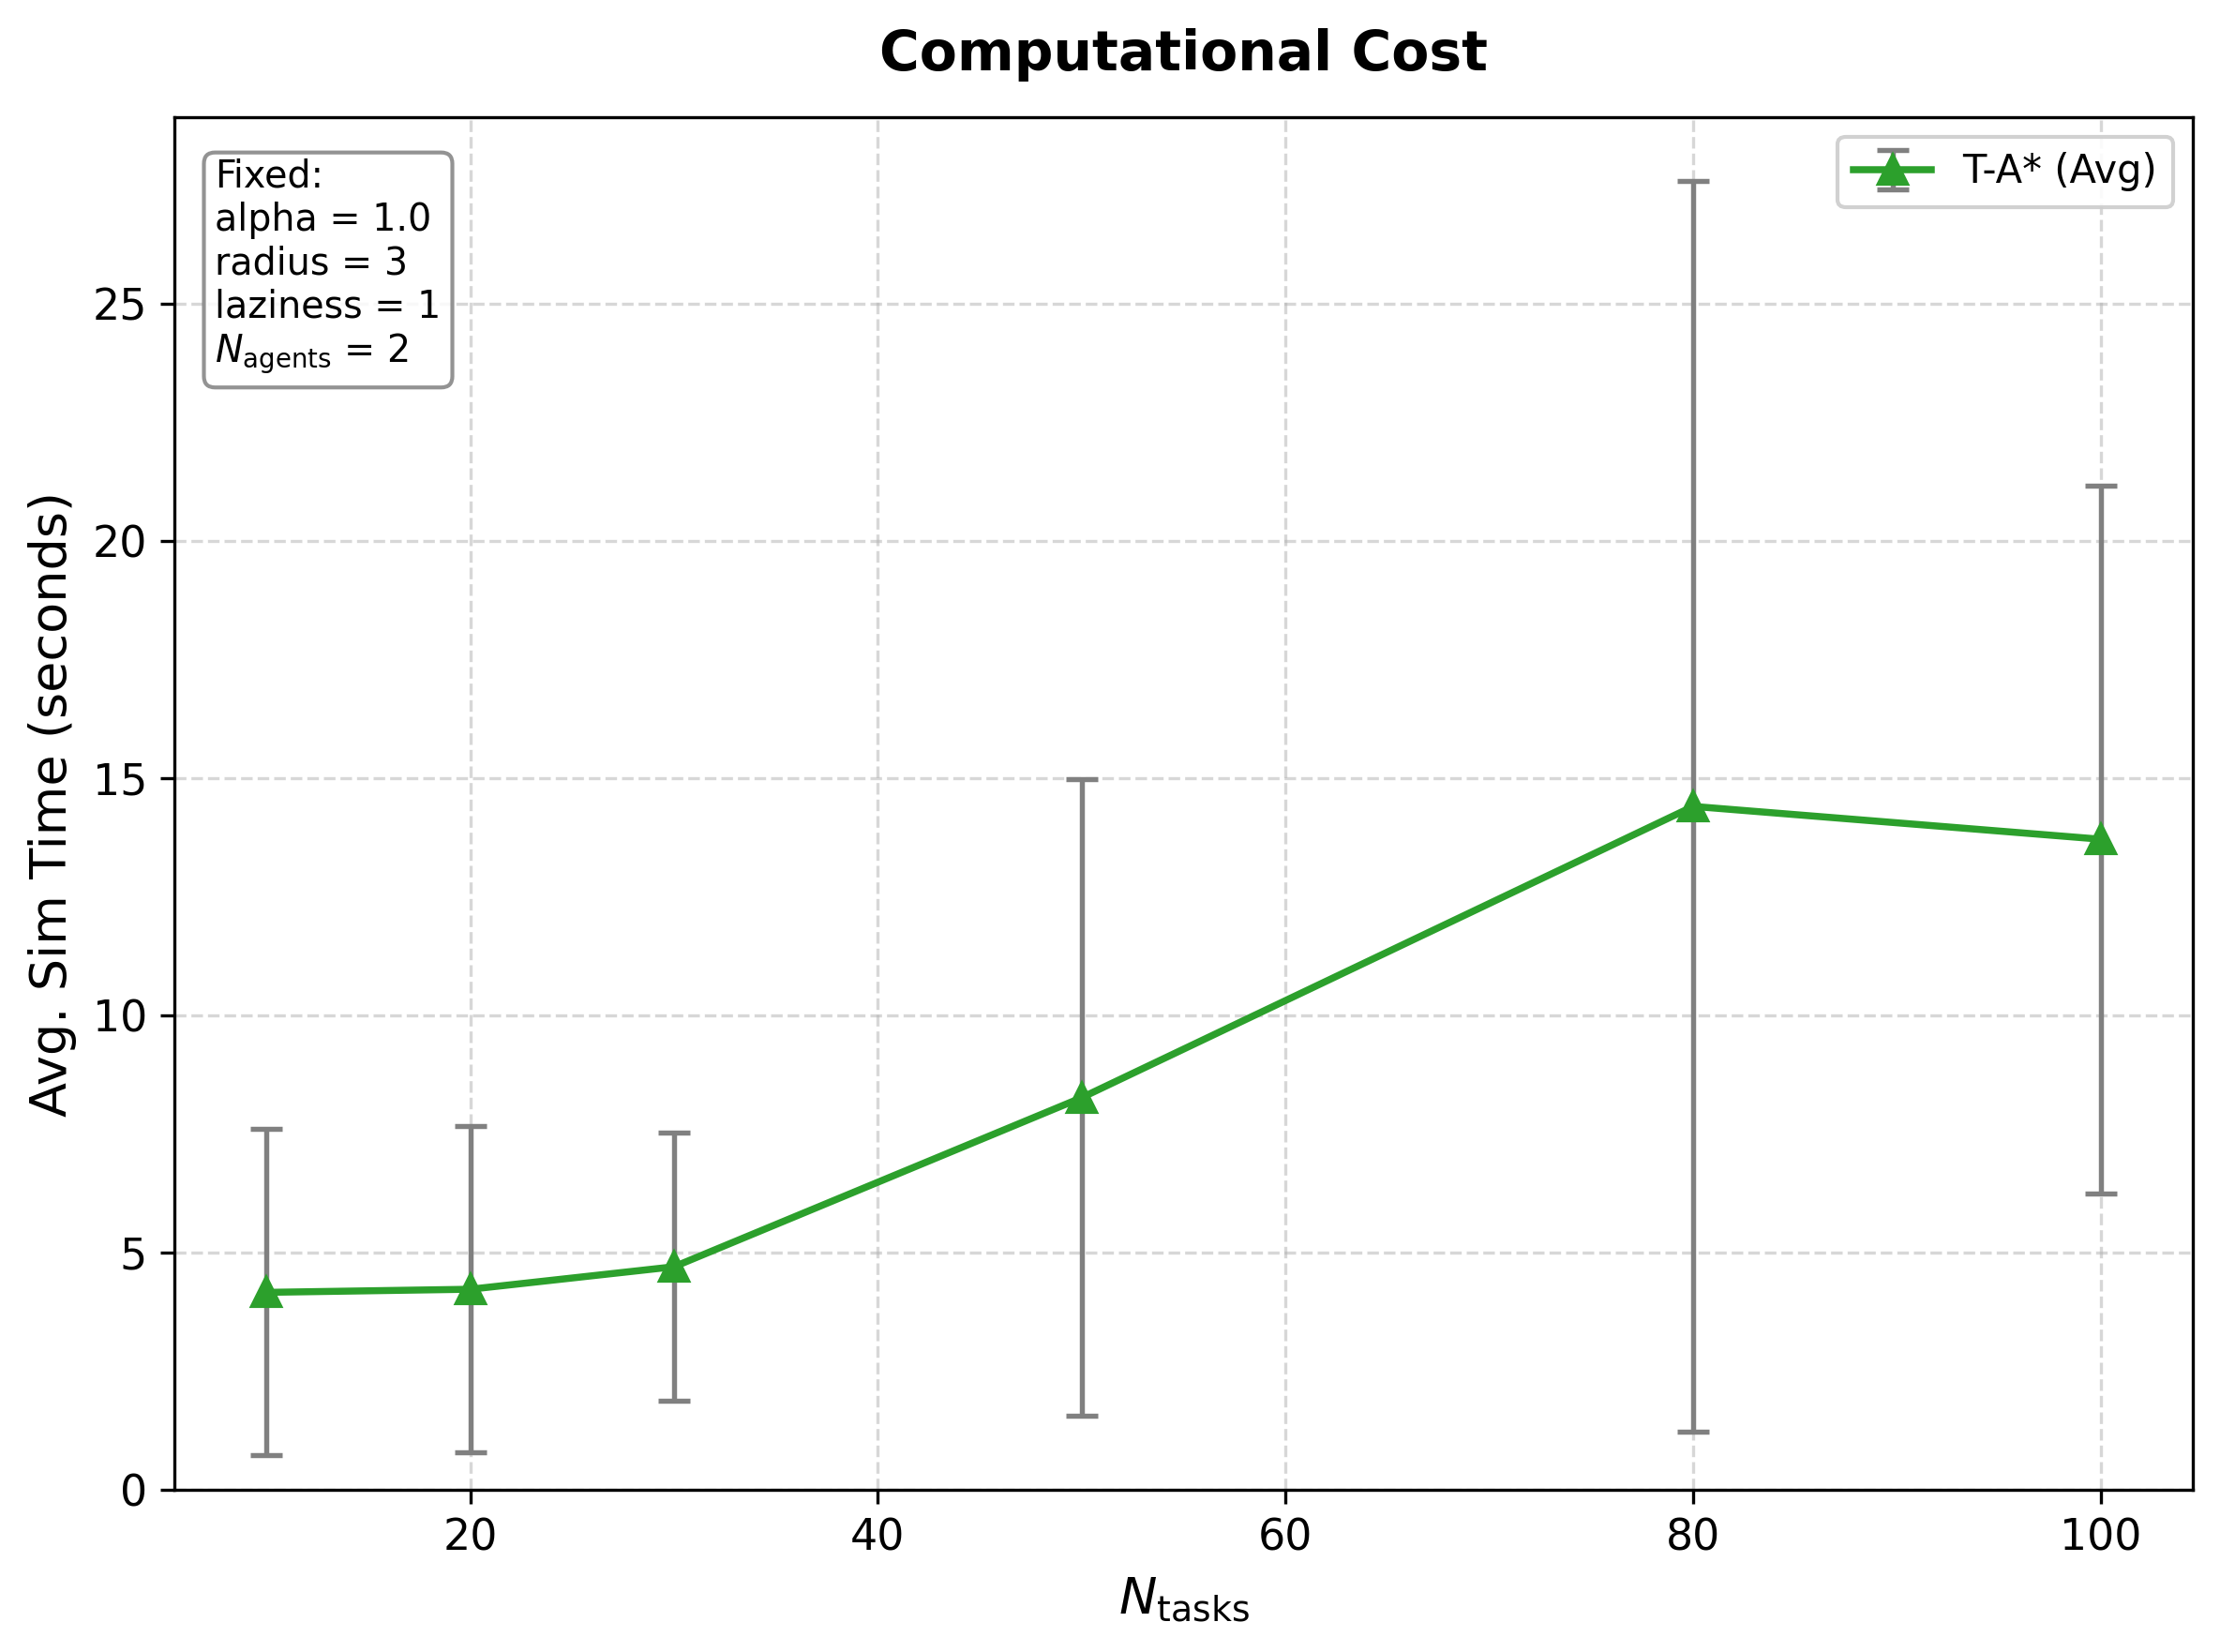 Computational Cost
Fixed:
alpha = 1.0
radius = 3
laziness = 1
N_agents = 2
T-A* (Avg)
Avg. Sim Time (seconds)
25
20
15
10
5
0
20 40 60 80 100
N_tasks